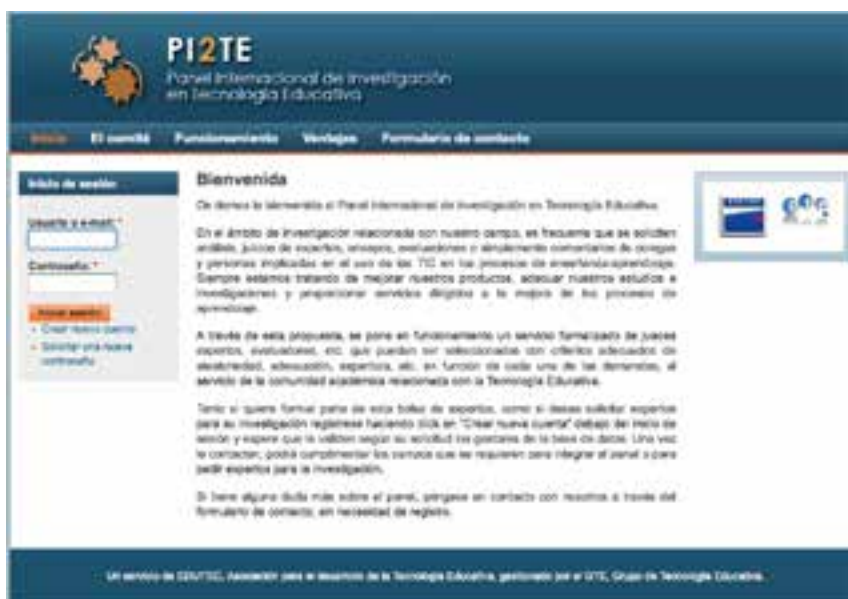 PI2TE
Panel Internacional de Investigación
en Tecnología Educativa
Inicio El comité Funcionamiento Ventajas Formulario de contacto
Inicio de sesión
Usuario o e-mail: *
Contraseña: *
Iniciar sesión
Crear nueva cuenta
Solicitar una nueva
contraseña
Bienvenida
Os damos la bienvenida al Panel Internacional de Investigación en Tecnología Educativa.
En el ámbito de investigación relacionada con nuestro campo, es frecuente que se soliciten
análisis, juicios de expertos, ensayos, evaluaciones o simplemente comentarios de colegas
y personas implicadas en el uso de las TIC en los procesos de enseñanza-aprendizaje.
Siempre estamos tratando de mejorar nuestros productos, adecuar nuestros estudios e
investigaciones y proporcionar servicios dirigidos a la mejora de los procesos de
aprendizaje.
A través de esta propuesta, se pone en funcionamiento un servicio formalizado de jueces
expertos, evaluadores, etc. que puedan ser seleccionados con criterios adecuados de
aleatoriedad, adecuación, expertura, etc. en función de cada una de las demandas, al
servicio de la comunidad académica relacionada con la Tecnología Educativa.
Tanto si quiere formar parte de esta bolsa de expertos, como si desea solicitar expertos
para su investigación regístrese haciendo click en "Crear nueva cuenta" debajo del inicio de
sesión y espere que la validen según su solicitud los gestores de la base de datos. Una vez
le contacten, podrá cumplimentar los campos que se requieren para integrar el panel o para
pedir expertos para la investigación.
Si tiene alguna duda más sobre el panel, póngase en contacto con nosotros a través del
formulario de contacto, sin necesidad de registro.
Un servicio de EDUTEC, Asociación para el desarrollo de la Tecnología Educativa, gestionado por el GTE, Grupo de Tecnología Educativa.